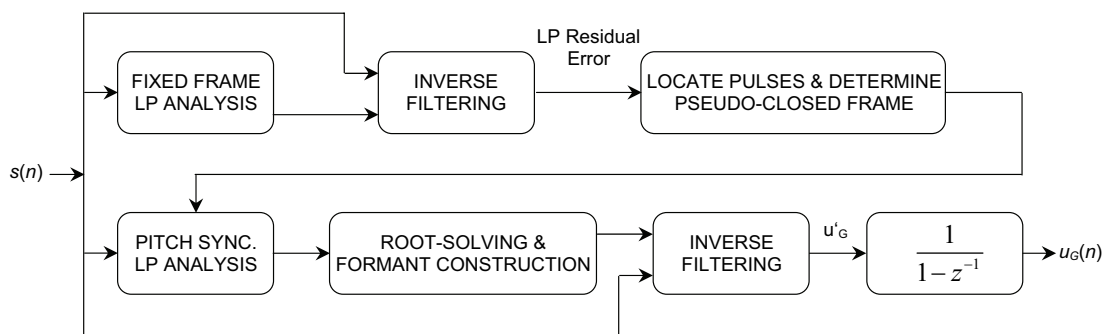 LP Residual
Error
FIXED FRAME
LP ANALYSIS
INVERSE
FILTERING
LOCATE PULSES & DETERMINE
PSEUDO-CLOSED FRAME
s(n)
PITCH SYNC.
LP ANALYSIS
ROOT-SOLVING &
FORMANT CONSTRUCTION
INVERSE
FILTERING
u'G
1
1 − z⁻¹
uG(n)